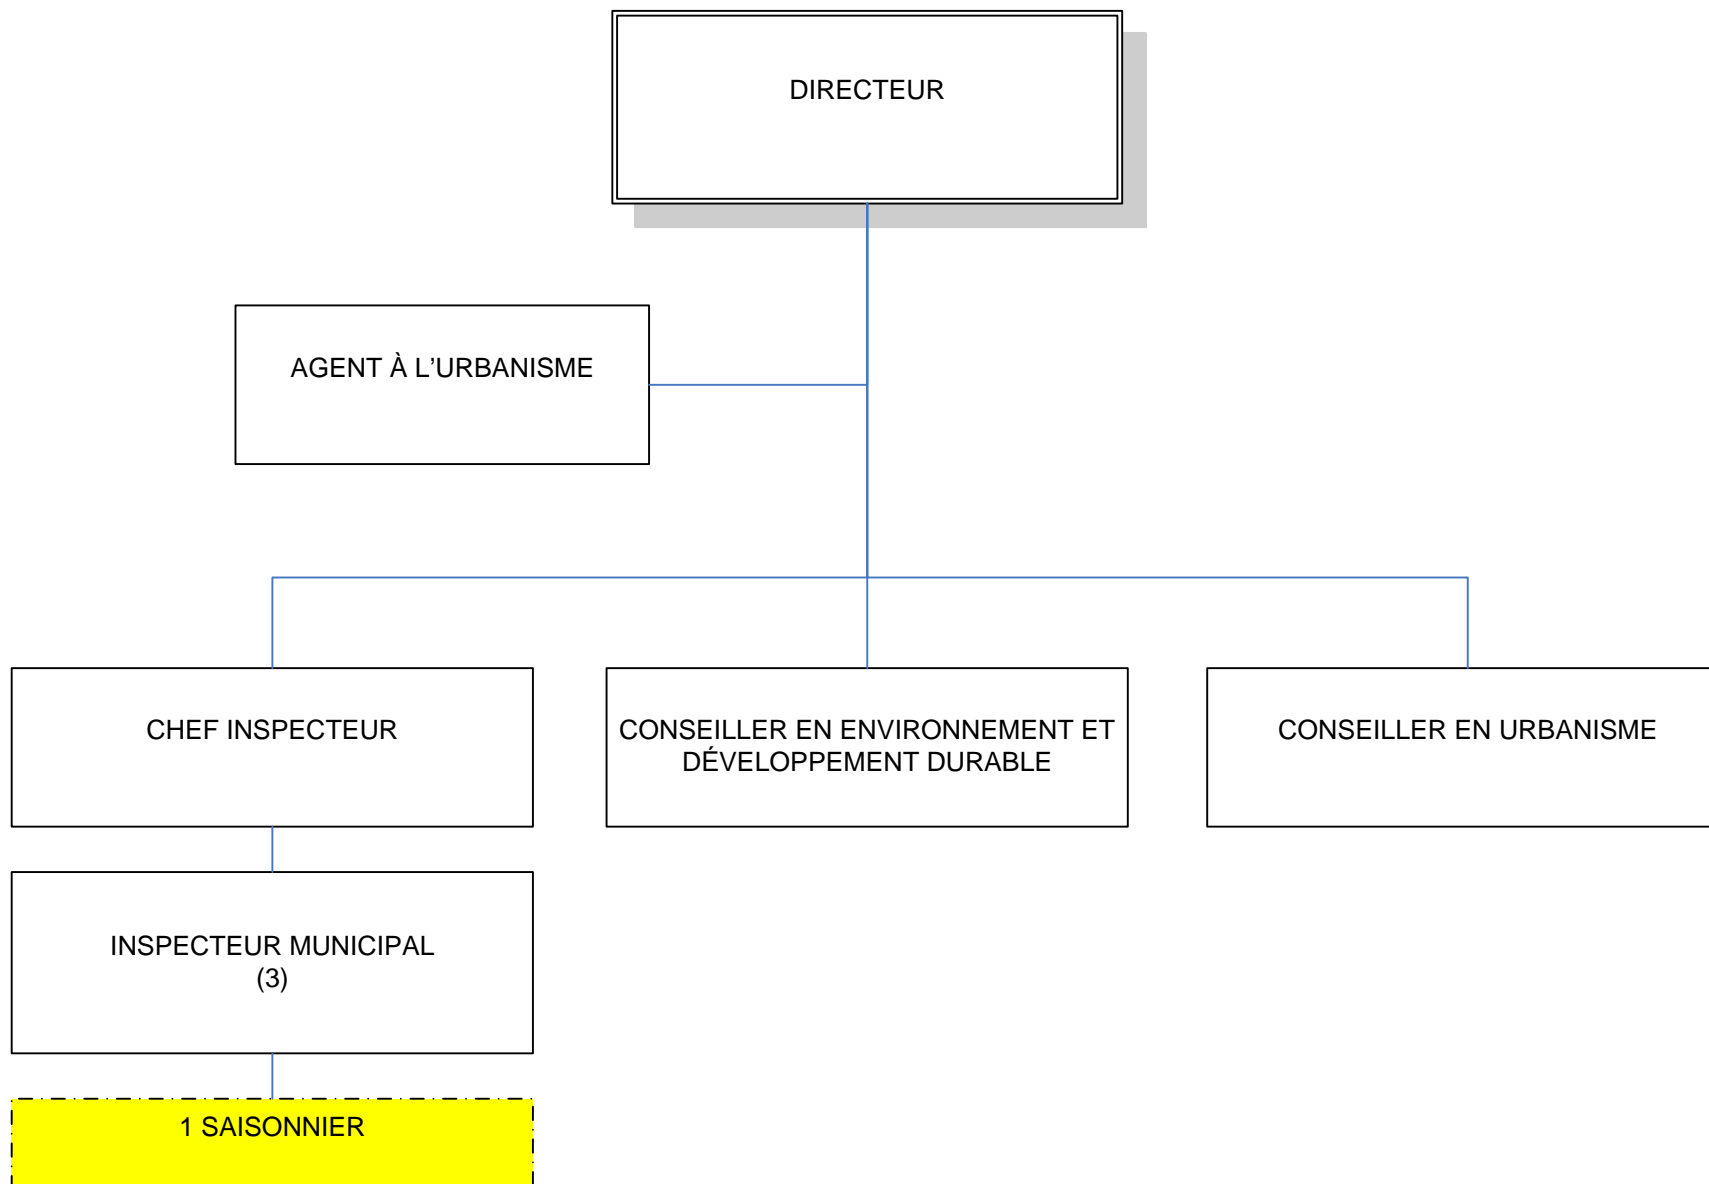 DIRECTEUR
AGENT À L’URBANISME
CHEF INSPECTEUR
CONSEILLER EN ENVIRONNEMENT ET
DÉVELOPPEMENT DURABLE
CONSEILLER EN URBANISME
INSPECTEUR MUNICIPAL
(3)
1 SAISONNIER